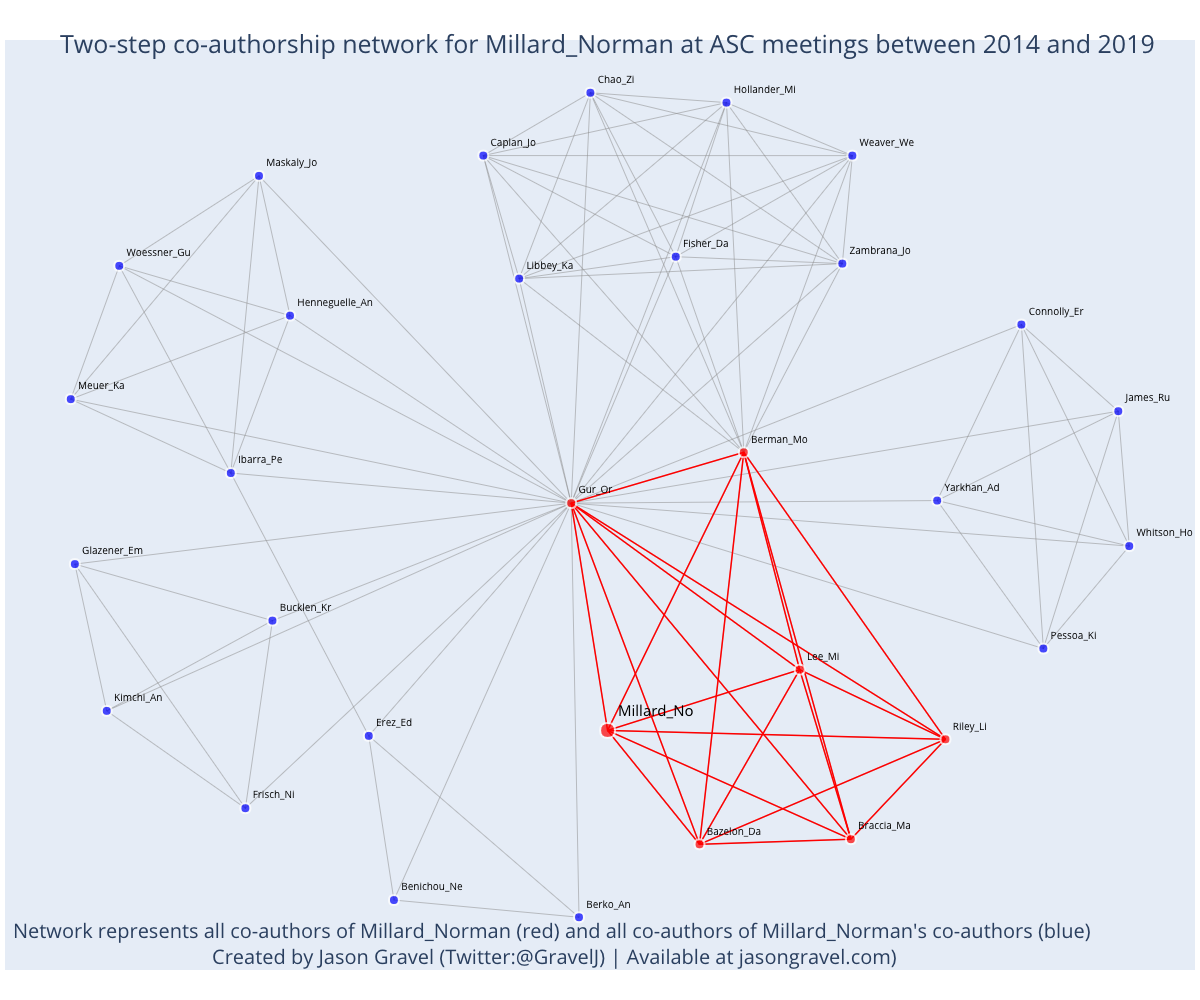 Two-step co-authorship network for Millard_Norman at ASC meetings between 2014 and 2019
Chao_Zi
Hollander_Mi
Caplan_Jo
Weaver_We
Maskaly_Jo
Fisher_Da
Woessner_Gu
Zambrana_Jo
Libbey_Ka
Henneguelle_An
Connolly_Er
Meuer_Ka
James_Ru
Berman_Mo
Ibarra_Pe
Yarkhan_Ad
Gur_Or
Whitson_Ho
Glazener_Em
Bucklen_Kr
Pessoa_Ki
Lee_Mi
Kimchi_An
Millard_No
Erez_Ed
Riley_Li
Frisch_Ni
Braccia_Ma
Bazelon_Da
Benichou_Ne
Berko_An
Network represents all co-authors of Millard_Norman (red) and all co-authors of Millard_Norman's co-authors (blue)
Created by Jason Gravel (Twitter:@GravelJ) | Available at jasongravel.com)